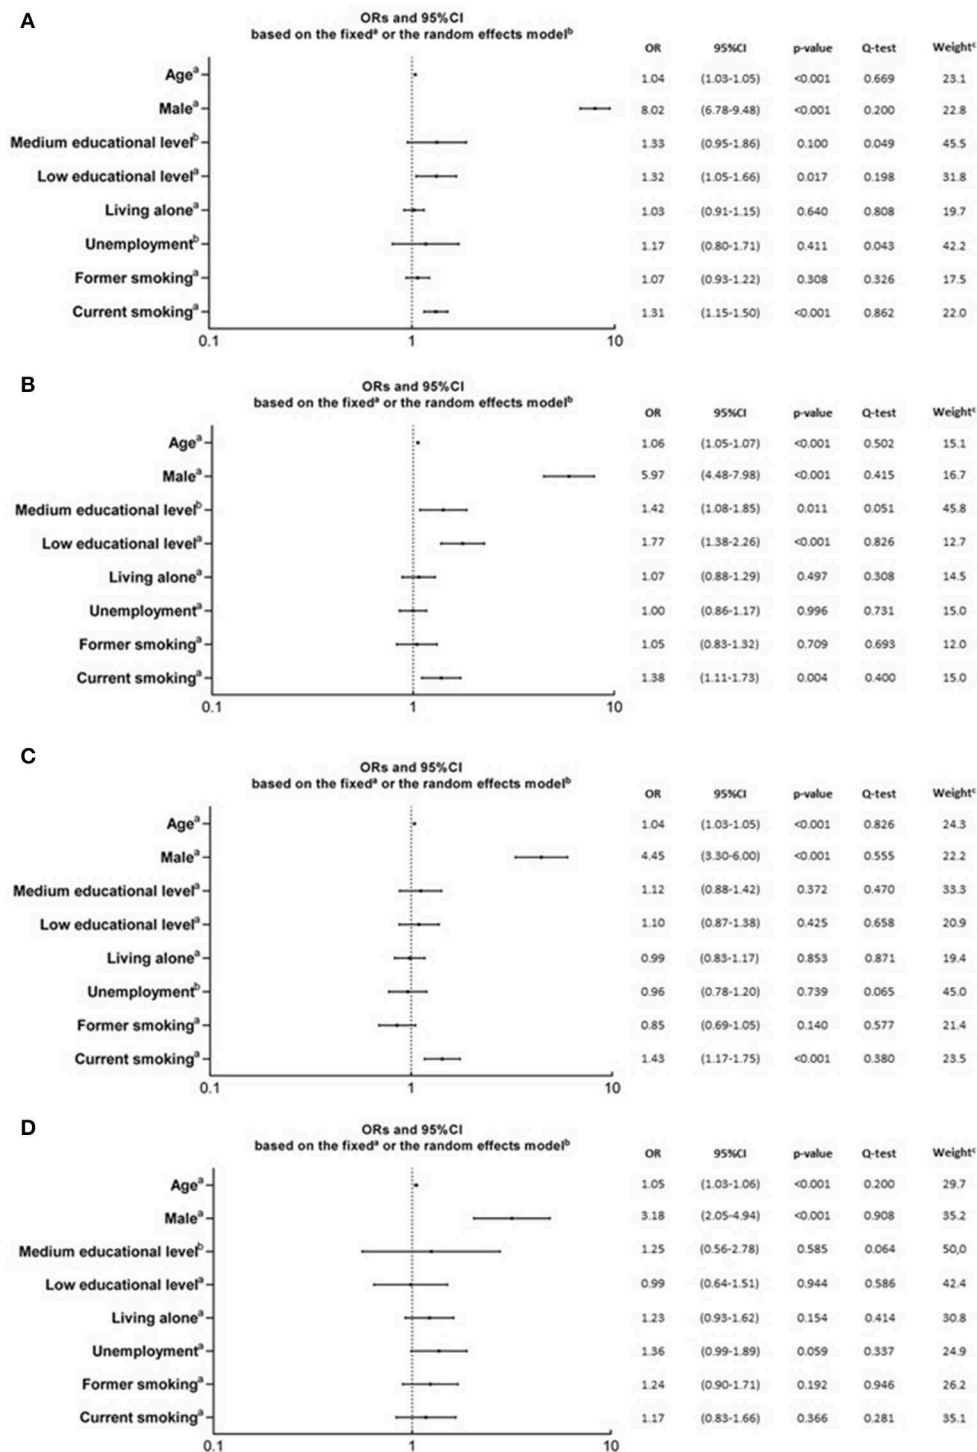 A
ORs and 95%CI
based on the fixedᵃ or the random effects modelᵇ
OR 95%CI p-value Q-test Weightᶜ
Ageᵃ 1.04 (1.03-1.05) <0.001 0.669 23.1
Maleᵃ 8.02 (6.78-9.48) <0.001 0.200 22.8
Medium educational levelᵇ 1.33 (0.95-1.86) 0.100 0.049 45.5
Low educational levelᵃ 1.32 (1.05-1.66) 0.017 0.198 31.8
Living aloneᵃ 1.03 (0.91-1.15) 0.640 0.808 19.7
Unemploymentᵇ 1.17 (0.80-1.71) 0.411 0.043 42.2
Former smokingᵃ 1.07 (0.93-1.22) 0.308 0.326 17.5
Current smokingᵃ 1.31 (1.15-1.50) <0.001 0.862 22.0
0.1 1 10
B
ORs and 95%CI
based on the fixedᵃ or the random effects modelᵇ
OR 95%CI p-value Q-test Weightᶜ
Ageᵃ 1.06 (1.05-1.07) <0.001 0.502 15.1
Maleᵃ 5.97 (4.48-7.98) <0.001 0.415 16.7
Medium educational levelᵇ 1.42 (1.08-1.85) 0.011 0.051 45.8
Low educational levelᵃ 1.77 (1.38-2.26) <0.001 0.826 12.7
Living aloneᵃ 1.07 (0.88-1.29) 0.497 0.308 14.5
Unemploymentᵃ 1.00 (0.86-1.17) 0.996 0.731 15.0
Former smokingᵃ 1.05 (0.83-1.32) 0.709 0.693 12.0
Current smokingᵃ 1.38 (1.11-1.73) 0.004 0.400 15.0
0.1 1 10
C
ORs and 95%CI
based on the fixedᵃ or the random effects modelᵇ
OR 95%CI p-value Q-test Weightᶜ
Ageᵃ 1.04 (1.03-1.05) <0.001 0.826 24.3
Maleᵃ 4.45 (3.30-6.00) <0.001 0.555 22.2
Medium educational levelᵃ 1.12 (0.88-1.42) 0.372 0.470 33.3
Low educational levelᵃ 1.10 (0.87-1.38) 0.425 0.658 20.9
Living aloneᵃ 0.99 (0.83-1.17) 0.853 0.871 19.4
Unemploymentᵇ 0.96 (0.78-1.20) 0.739 0.065 45.0
Former smokingᵃ 0.85 (0.69-1.05) 0.140 0.577 21.4
Current smokingᵃ 1.43 (1.17-1.75) <0.001 0.380 23.5
0.1 1 10
D
ORs and 95%CI
based on the fixedᵃ or the random effects modelᵇ
OR 95%CI p-value Q-test Weightᶜ
Ageᵃ 1.05 (1.03-1.06) <0.001 0.200 29.7
Maleᵃ 3.18 (2.05-4.94) <0.001 0.908 35.2
Medium educational levelᵇ 1.25 (0.56-2.78) 0.585 0.064 50,0
Low educational levelᵃ 0.99 (0.64-1.51) 0.944 0.586 42.4
Living aloneᵃ 1.23 (0.93-1.62) 0.154 0.414 30.8
Unemploymentᵃ 1.36 (0.99-1.89) 0.059 0.337 24.9
Former smokingᵃ 1.24 (0.90-1.71) 0.192 0.946 26.2
Current smokingᵃ 1.17 (0.83-1.66) 0.366 0.281 35.1
0.1 1 10